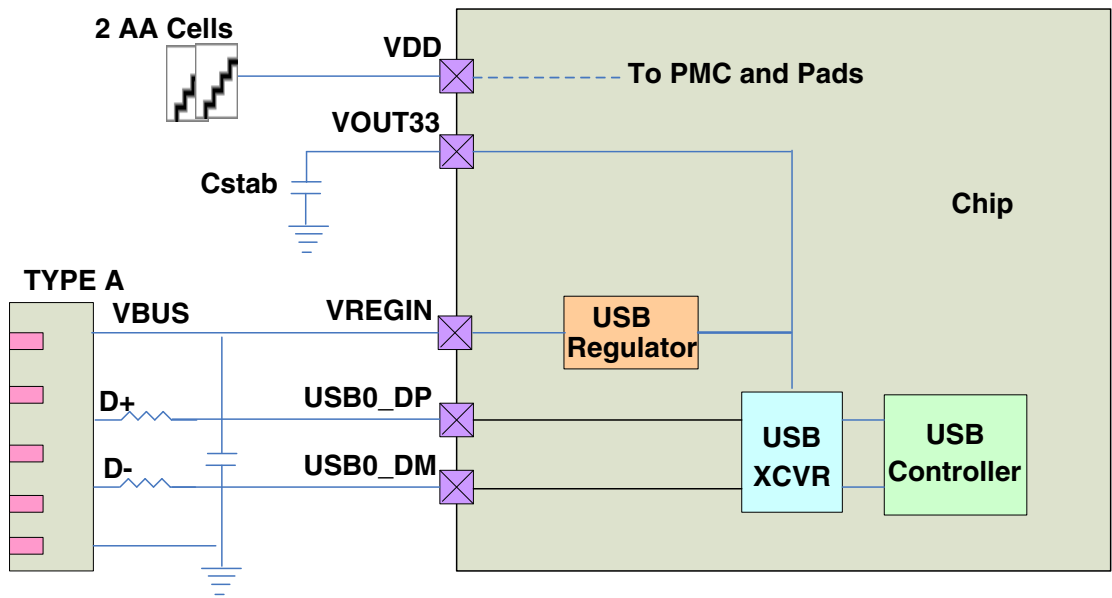 2 AA Cells
VDD
To PMC and Pads
VOUT33
Cstab
Chip
TYPE A
VBUS
VREGIN
USB
Regulator
D+
USB0_DP
D-
USB0_DM
USB
XCVR
USB
Controller